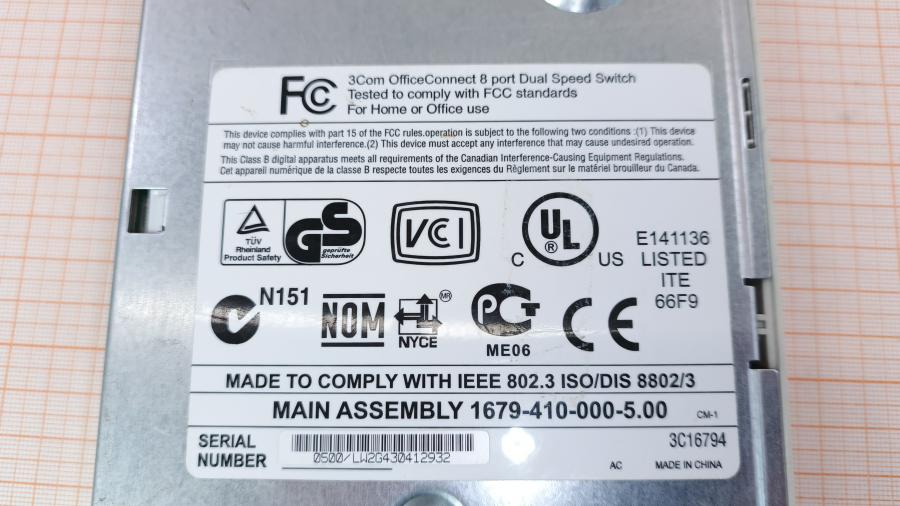 FCC
3Com OfficeConnect 8 port Dual Speed Switch
Tested to comply with FCC standards
For Home or Office use
This device complies with part 15 of the FCC rules.operation is subject to the following two conditions :(1) This device
may not cause harmful interference.(2) This device must accept any interference that may cause undesired operation.
This Class B digital apparatus meets all requirements of the Canadian Interference-Causing Equipment Regulations.
Cet appareil numérique de la classe B respecte toutes les exigences du Règlement sur le matériel brouilleur du Canada.
TÜV
Rheinland
Product Safety
GS
geprüfte
Sicherheit
VCI
C UL ® US
E141136
LISTED
ITE
66F9
N151
NOM
MR
NYCE
PCT
ME06
CE
MADE TO COMPLY WITH IEEE 802.3 ISO/DIS 8802/3
MAIN ASSEMBLY 1679-410-000-5.00
CM-1
SERIAL
NUMBER
0500/LW2G430412932
3C16794
AC
MADE IN CHINA